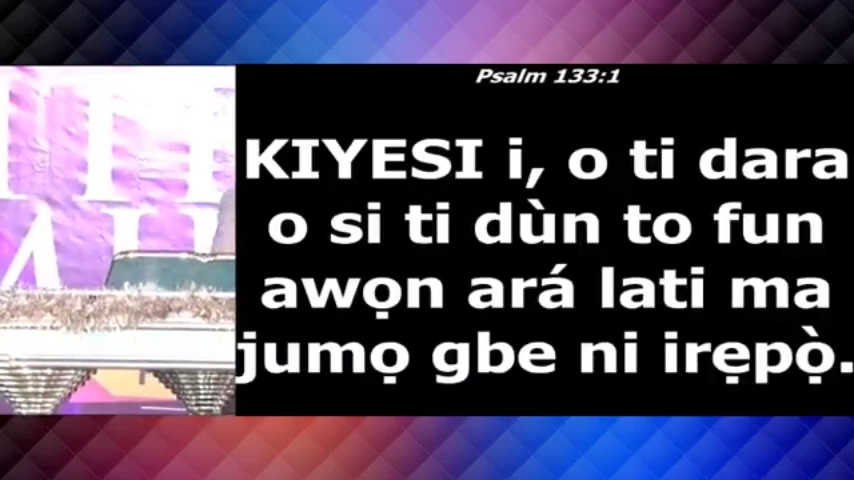 Psalm 133:1
KIYESI i, o ti dara
o si ti dùn to fun
awọn ará lati ma
jumọ gbe ni irẹpọ̀.